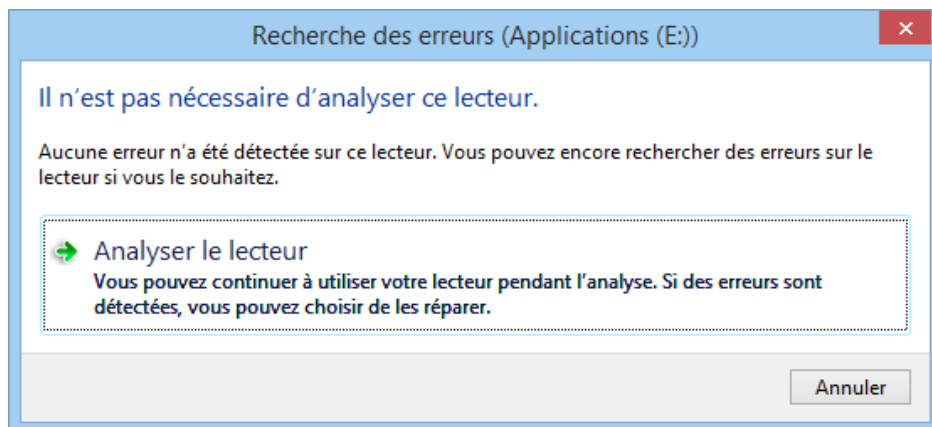 Recherche des erreurs (Applications (E:))
Il n'est pas nécessaire d'analyser ce lecteur.
Aucune erreur n'a été détectée sur ce lecteur. Vous pouvez encore rechercher des erreurs sur le
lecteur si vous le souhaitez.
Analyser le lecteur
Vous pouvez continuer à utiliser votre lecteur pendant l'analyse. Si des erreurs sont
détectées, vous pouvez choisir de les réparer.
Annuler